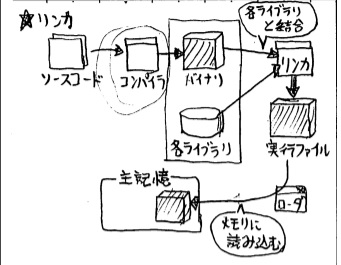 ★リンカ
各ライブラリ
と結合
ソースコード
コンパイラ
バイナリ
リンカ
各ライブラリ
実行ファイル
主記憶
ローダ
メモリに
読み込む